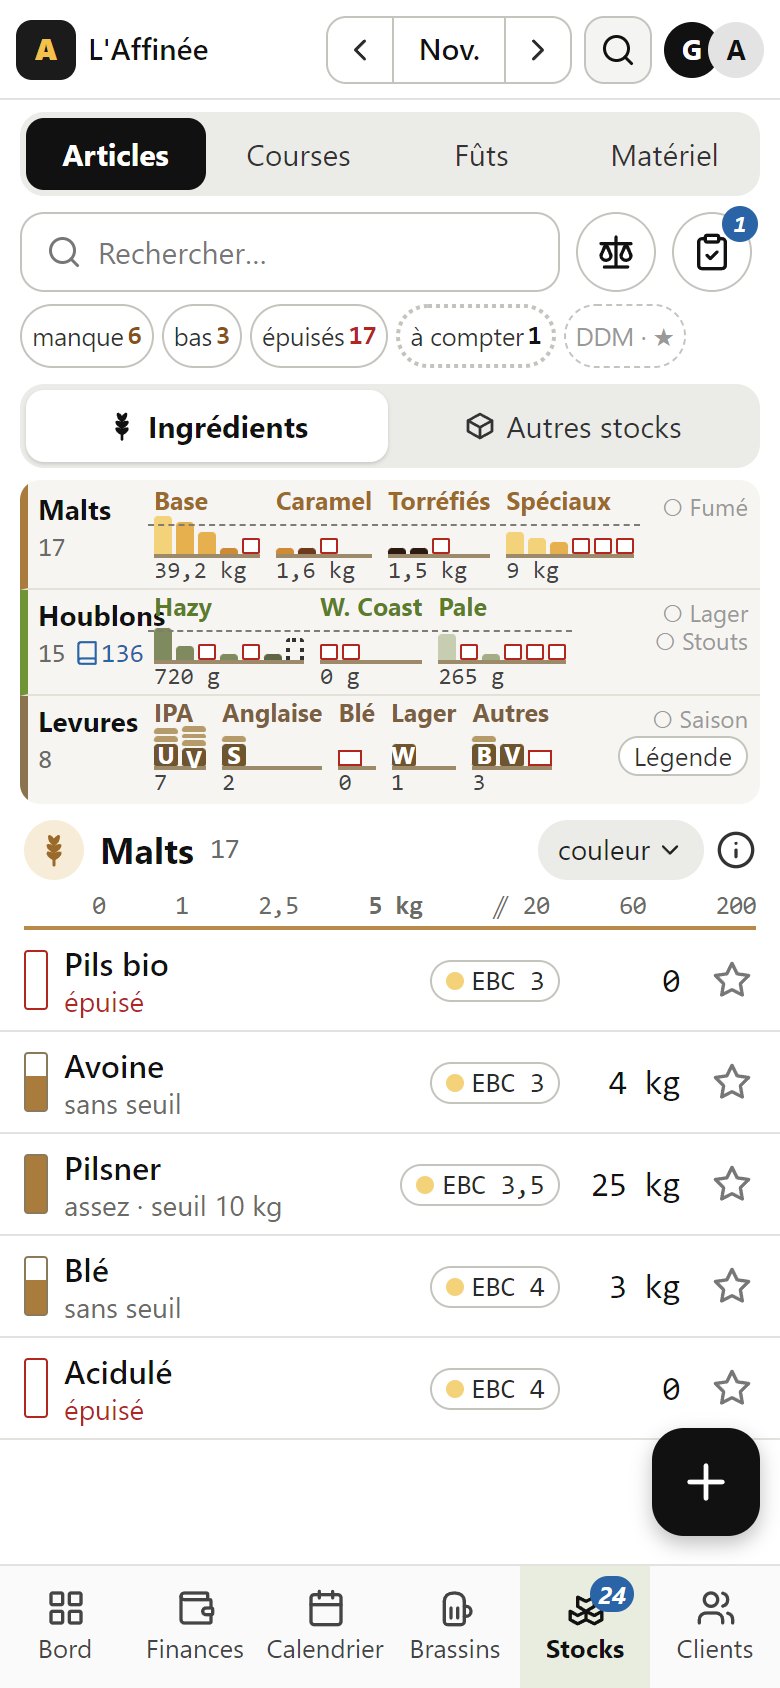 A L'Affinée Nov. G A
Articles Courses Fûts Matériel
Rechercher... 1
manque 6 bas 3 épuisés 17 à compter 1 DDM · ★
Ingrédients Autres stocks
Malts Base Caramel Torréfiés Spéciaux Fumé
17
39,2 kg 1,6 kg 1,5 kg 9 kg
Houblons Hazy W. Coast Pale Lager
15 136 Stouts
720 g 0 g 265 g
Levures IPA Anglaise Blé Lager Autres Saison
8 U V S W B V Légende
7 2 0 1 3
Malts 17 couleur
0 1 2,5 5 kg // 20 60 200
Pils bio EBC 3 0
épuisé
Avoine EBC 3 4 kg
sans seuil
Pilsner EBC 3,5 25 kg
assez · seuil 10 kg
Blé EBC 4 3 kg
sans seuil
Acidulé EBC 4 0
épuisé
24
Bord Finances Calendrier Brassins Stocks Clients